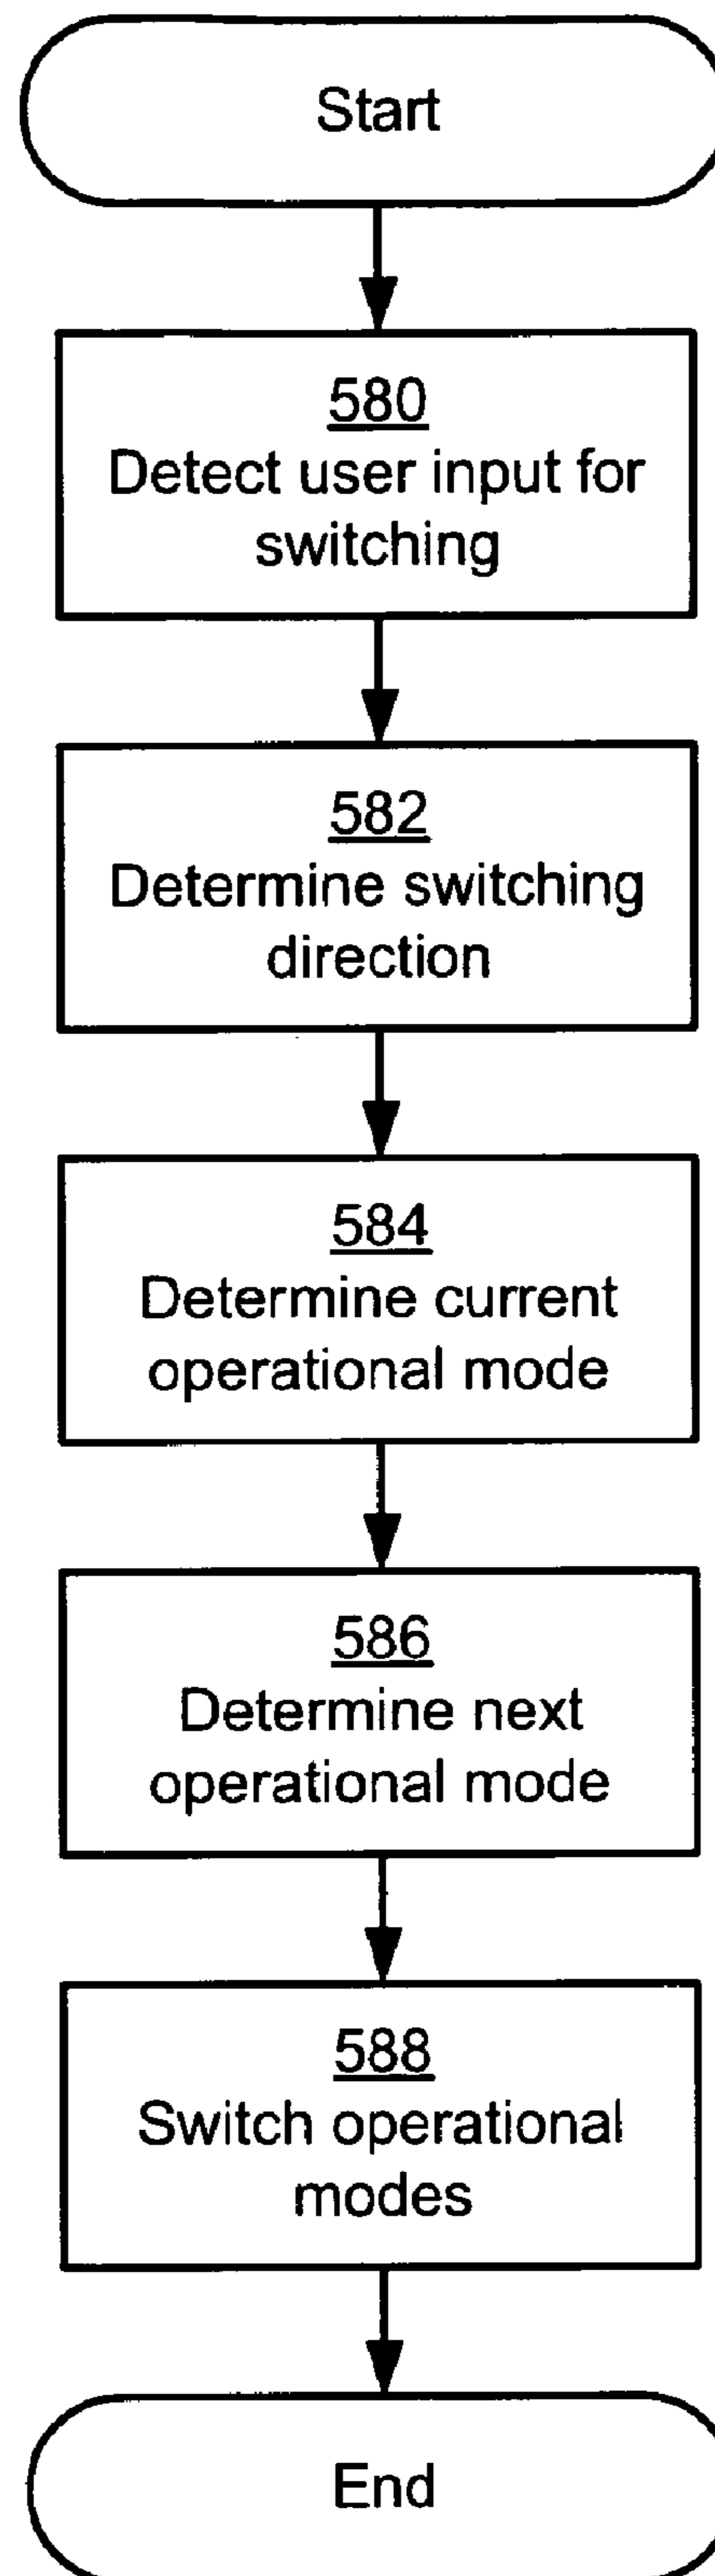 Start
580
Detect user input for
switching
582
Determine switching
direction
584
Determine current
operational mode
586
Determine next
operational mode
588
Switch operational
modes
End